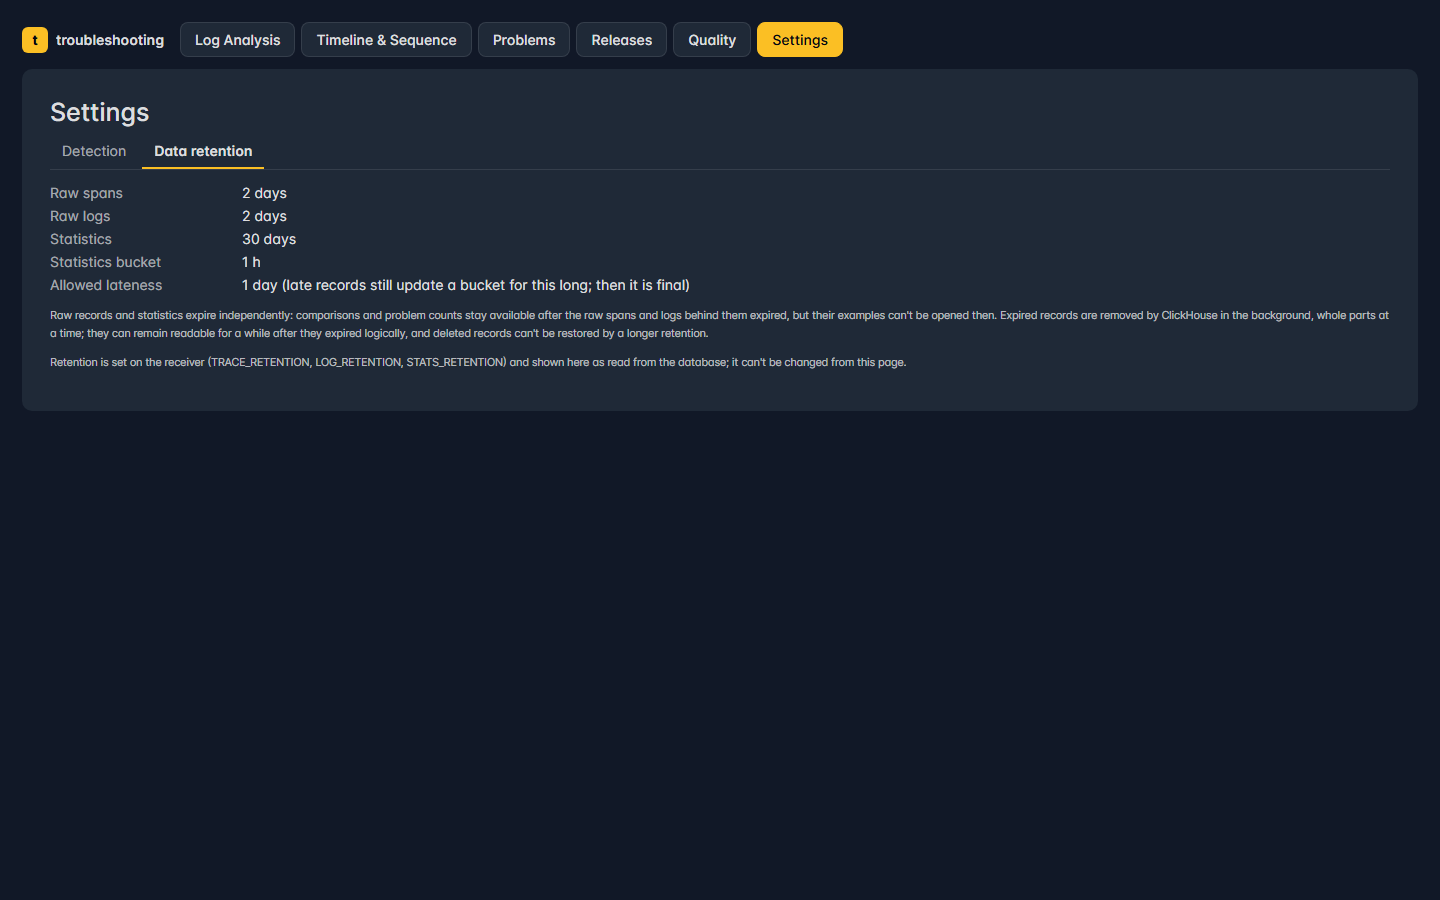 t troubleshooting Log Analysis Timeline & Sequence Problems Releases Quality Settings
Settings
Detection Data retention
Raw spans 2 days
Raw logs 2 days
Statistics 30 days
Statistics bucket 1 h
Allowed lateness 1 day (late records still update a bucket for this long; then it is final)
Raw records and statistics expire independently: comparisons and problem counts stay available after the raw spans and logs behind them expired, but their examples can't be opened then. Expired records are removed by ClickHouse in the background, whole parts at
a time; they can remain readable for a while after they expired logically, and deleted records can't be restored by a longer retention.
Retention is set on the receiver (TRACE_RETENTION, LOG_RETENTION, STATS_RETENTION) and shown here as read from the database; it can't be changed from this page.